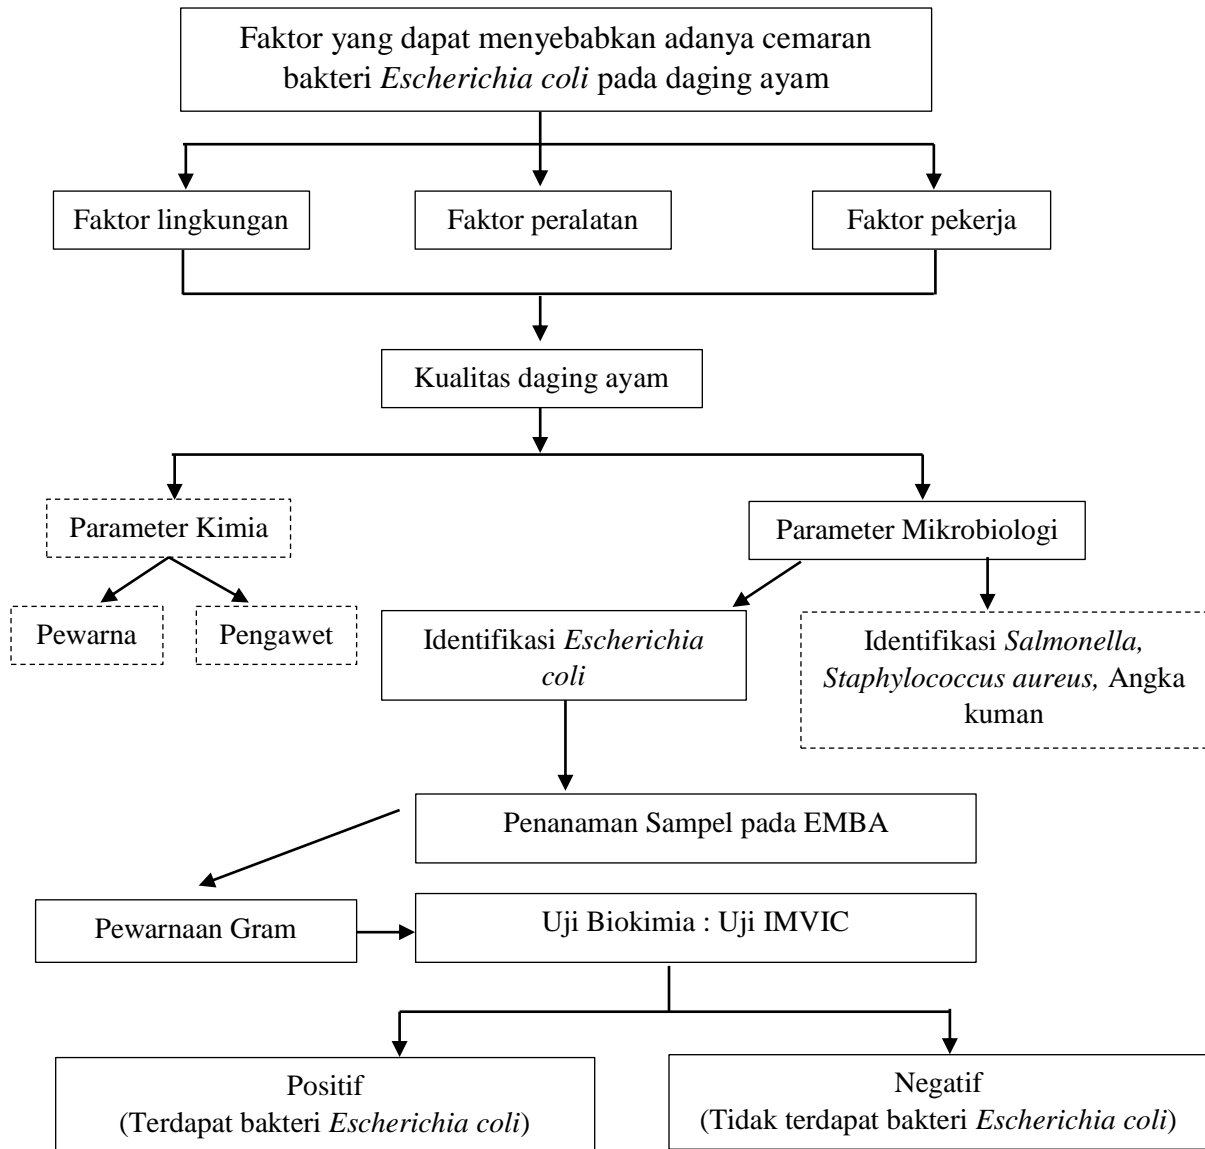 Faktor yang dapat menyebabkan adanya cemaran
bakteri Escherichia coli pada daging ayam
Faktor lingkungan
Faktor peralatan
Faktor pekerja
Kualitas daging ayam
Parameter Kimia
Parameter Mikrobiologi
Pewarna
Pengawet
Identifikasi Escherichia
coli
Identifikasi Salmonella,
Staphylococcus aureus, Angka
kuman
Penanaman Sampel pada EMBA
Pewarnaan Gram
Uji Biokimia : Uji IMVIC
Positif
(Terdapat bakteri Escherichia coli)
Negatif
(Tidak terdapat bakteri Escherichia coli)